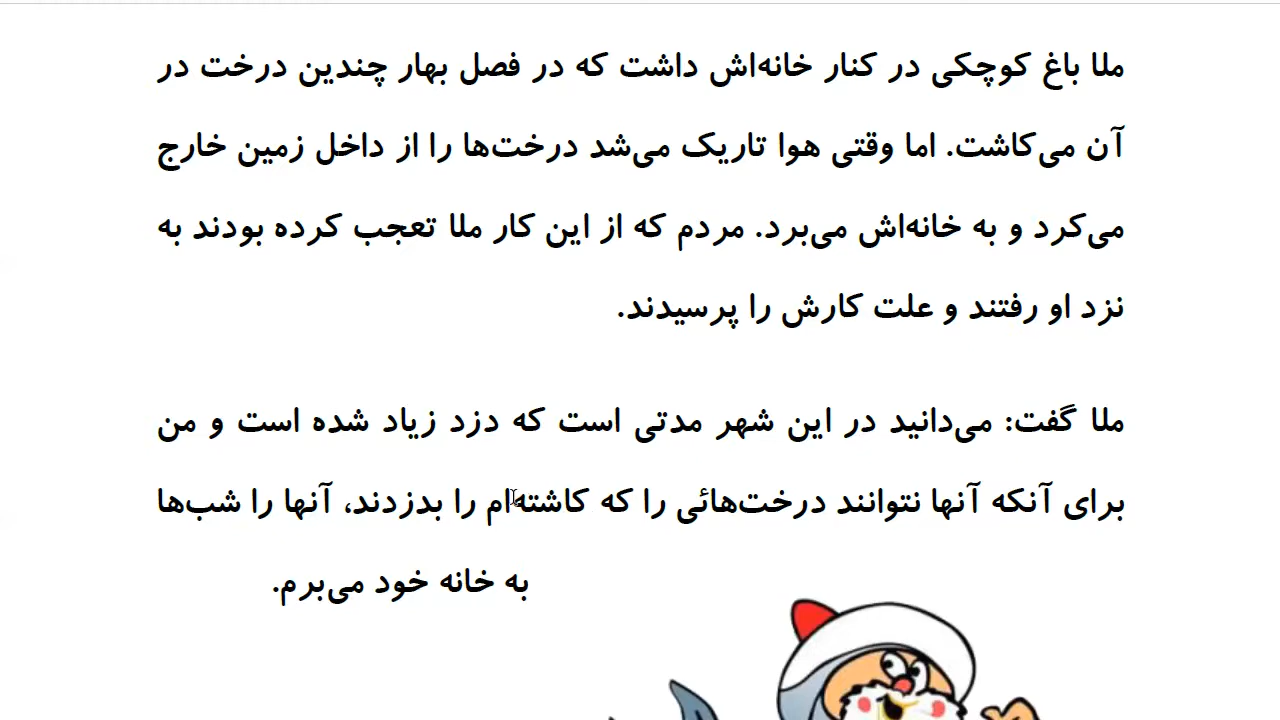 ملا باغ کوچکی در کنار خانه‌اش داشت که در فصل بهار چندین درخت در
آن می‌کاشت. اما وقتی هوا تاریک می‌شد درخت‌ها را از داخل زمین خارج
می‌کرد و به خانه‌اش می‌برد. مردم که از این کار ملا تعجب کرده بودند به
نزد او رفتند و علت کارش را پرسیدند.
ملا گفت: می‌دانید در این شهر مدتی است که دزد زیاد شده است و من
برای آنکه آنها نتوانند درخت‌هائی را که کاشته‌ام را بدزدند، آنها را شب‌ها
به خانه خود می‌برم.